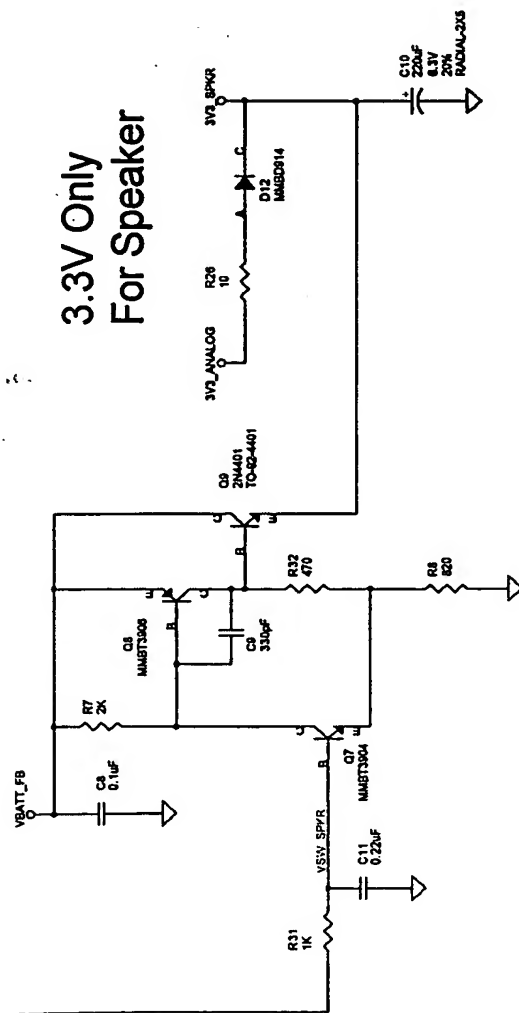 3.3V Only
For Speaker
VBATT_FB
C8
0.1uF
R7
2K
Q8
MMBT3906
E
B
C
C9
330pF
Q9
2N4401
TO-92-4401
C
B
E
R32
470
R8
820
Q7
MMBT3904
C
B
E
VSW_SPKR
C11
0.22uF
R31
1K
3V3_ANALOG
R26
10
A
C
D12
MMBD914
3V3_SPKR
+
C10
220uF
6.3V
20%
RADIAL-2X5